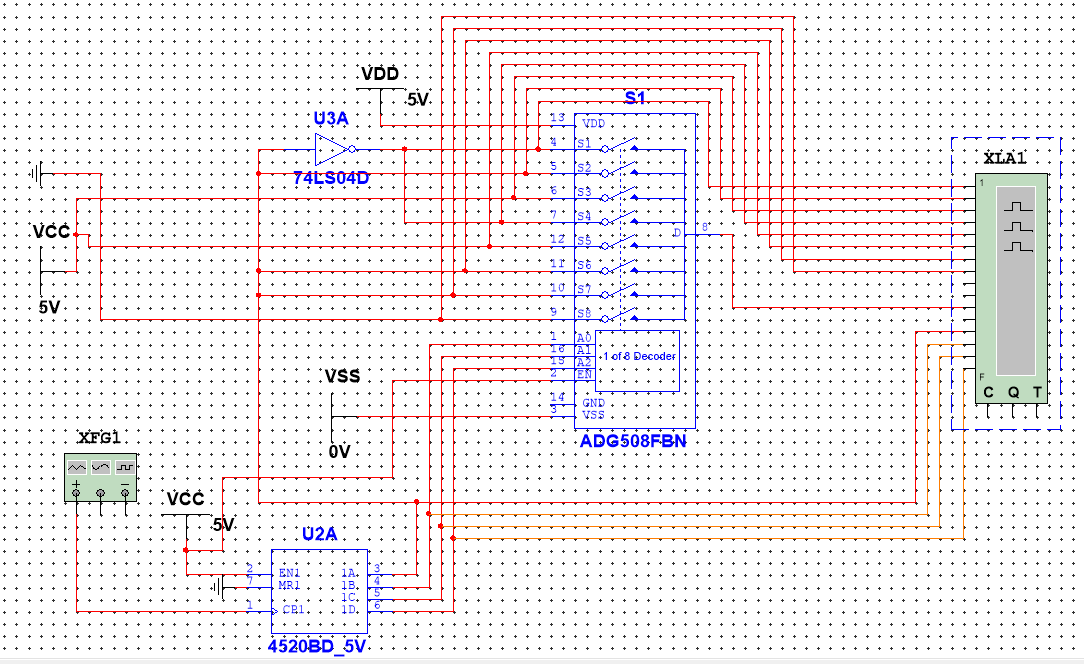 VDD
5V
S1
U3A
13 VDD
4 S1
XLA1
74LS04D
5 S2
1
6 S3
7 S4
VCC
D 8
12 S5
11 S6
10 S7
5V
9 S8
1 A0
16 A1
1 of 8 Decoder
15 A2
VSS
2 EN
F
C Q T
14 GND
3 VSS
ADG508FBN
XFG1
0V
+ −
VCC
5V
U2A
2 EN1 1A 3
7 MR1 1B 4
1C 5
1 CP1 1D 6
4520BD_5V